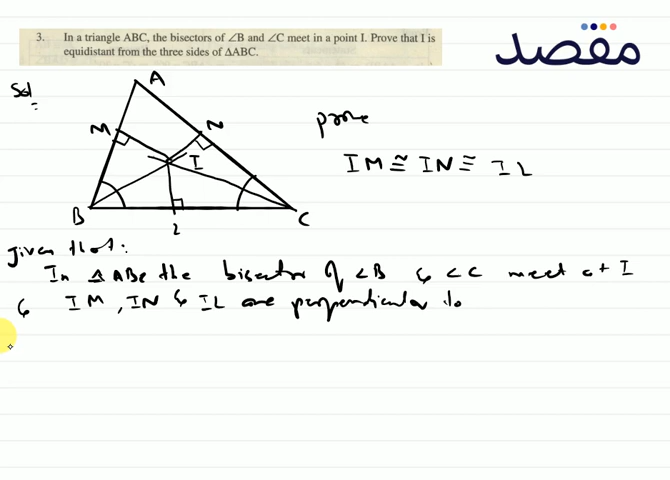 3. In a triangle ABC, the bisectors of ∠B and ∠C meet in a point I. Prove that I is
equidistant from the three sides of ΔABC.
مقصد
Sol
A
M
N
I
B
L
C
prove
IM ≅ IN ≅ IL
Given that:
In △ABC the bisector of ∠B & ∠C meet at I
& IM, IN & IL are perpendicular to